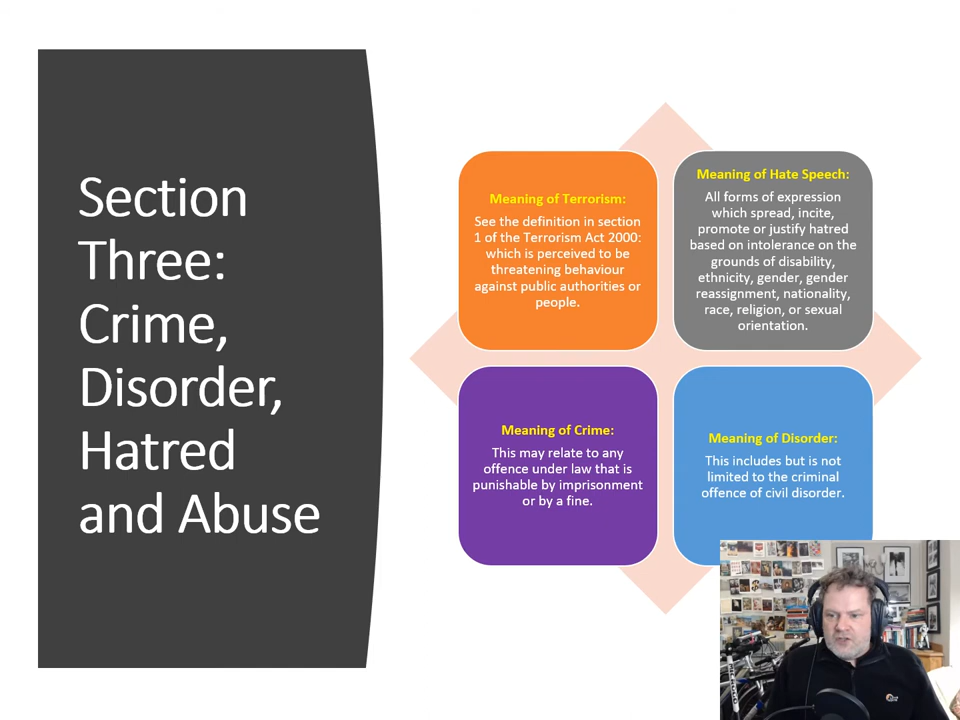 Section
Three:
Crime,
Disorder,
Hatred
and Abuse
Meaning of Terrorism:
See the definition in section
1 of the Terrorism Act 2000:
which is perceived to be
threatening behaviour
against public authorities or
people.
Meaning of Hate Speech:
All forms of expression
which spread, incite,
promote or justify hatred
based on intolerance on the
grounds of disability,
ethnicity, gender, gender
reassignment, nationality,
race, religion, or sexual
orientation.
Meaning of Crime:
This may relate to any
offence under law that is
punishable by imprisonment
or by a fine.
Meaning of Disorder:
This includes but is not
limited to the criminal
offence of civil disorder.